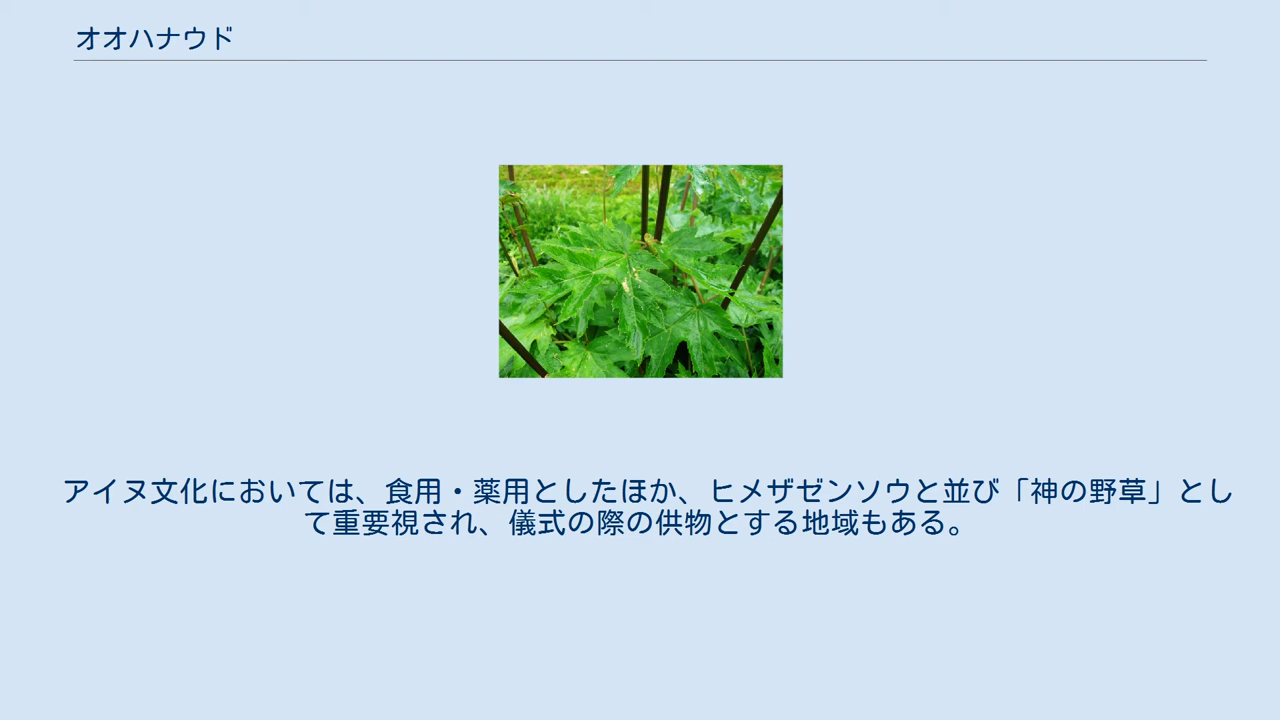 オオハナウド
アイヌ文化においては、食用・薬用としたほか、ヒメザゼンソウと並び「神の野草」とし
て重要視され、儀式の際の供物とする地域もある。